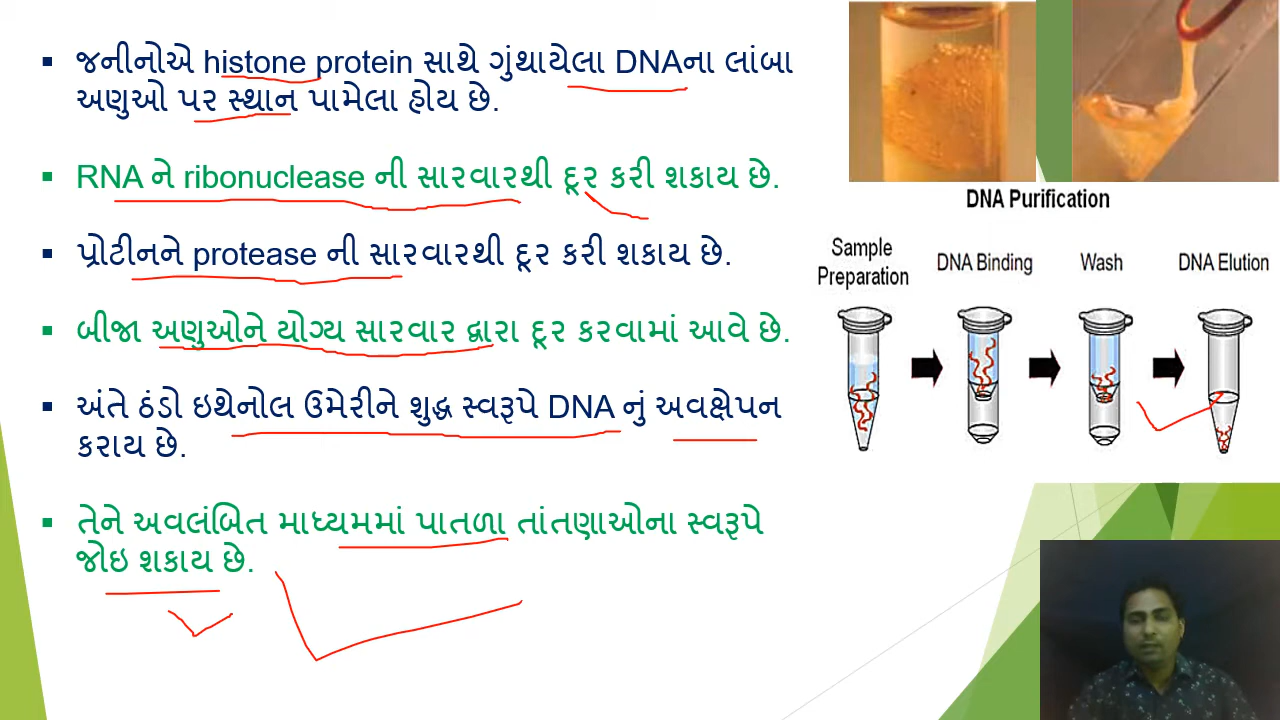 જનીનોએ histone protein સાથે ગુંથાયેલા DNAના લાંબા
અણુઓ પર સ્થાન પામેલા હોય છે.
RNA ને ribonuclease ની સારવારથી દૂર કરી શકાય છે.
પ્રોટીનને protease ની સારવારથી દૂર કરી શકાય છે.
બીજા અણુઓને યોગ્ય સારવાર દ્વારા દૂર કરવામાં આવે છે.
અંતે ઠંડો ઇથેનોલ ઉમેરીને શુદ્ધ સ્વરૂપે DNA નું અવક્ષેપન
કરાય છે.
તેને અવલંબિત માધ્યમમાં પાતળા તાંતણાઓના સ્વરૂપે
જોઇ શકાય છે.
DNA Purification
Sample
Preparation
DNA Binding
Wash
DNA Elution